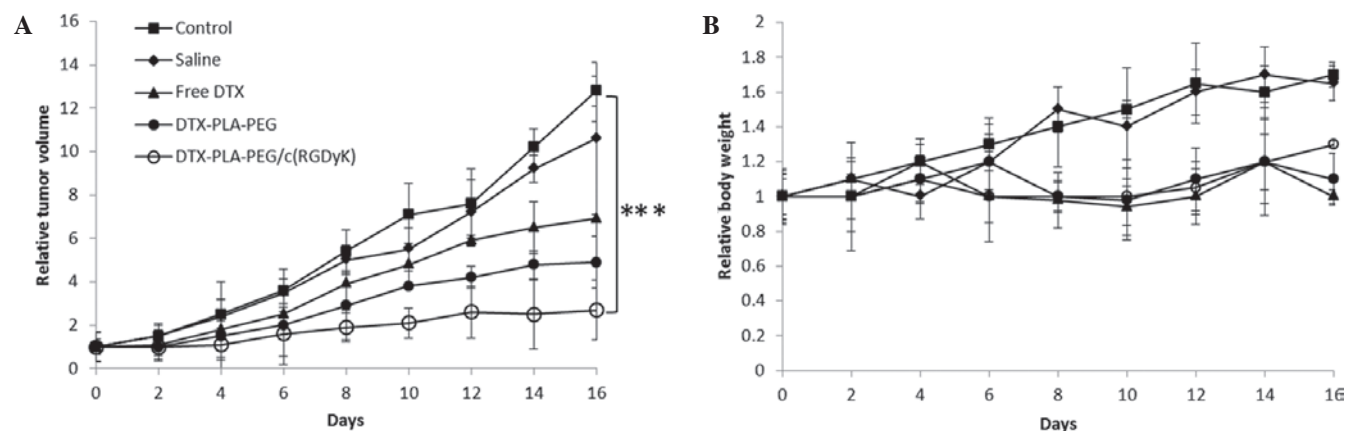 A
Relative tumor volume
16
14
12
10
8
6
4
2
0
Control
Saline
Free DTX
DTX-PLA-PEG
DTX-PLA-PEG/c(RGDyK)
***
0 2 4 6 8 10 12 14 16
Days
B
Relative body weight
2
1.8
1.6
1.4
1.2
1
0.8
0.6
0.4
0.2
0
0 2 4 6 8 10 12 14 16
Days